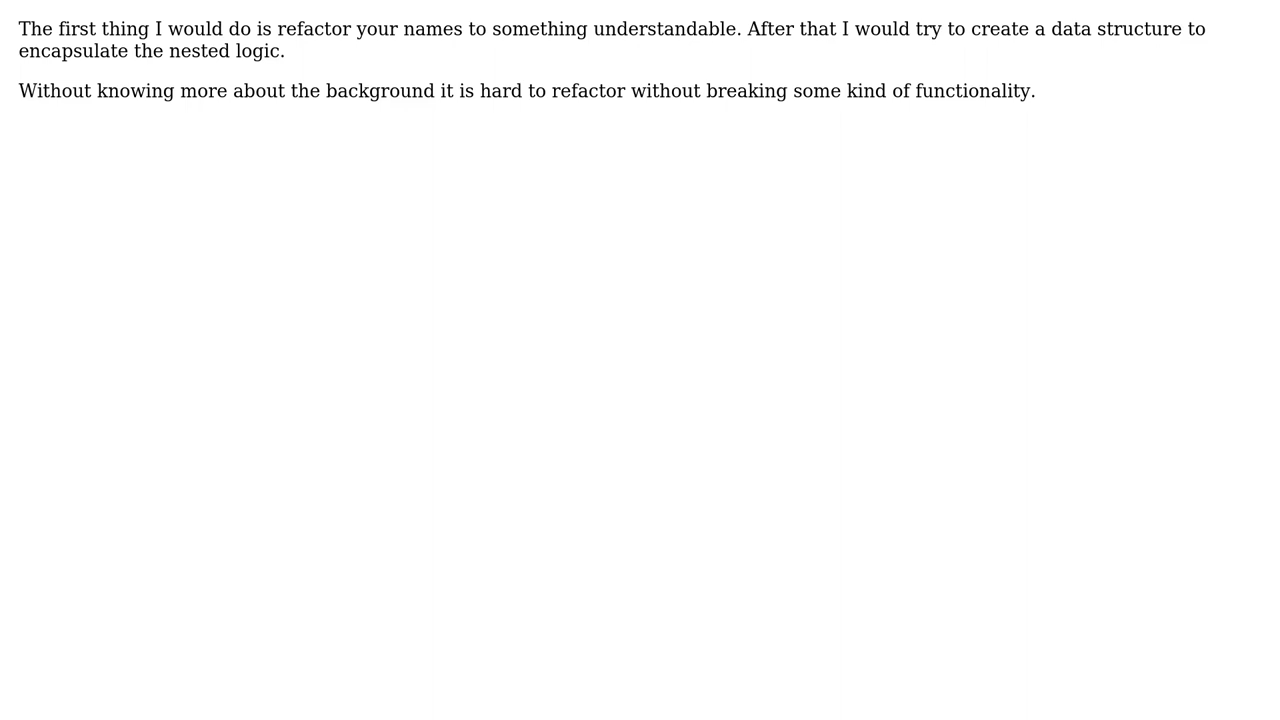 The first thing I would do is refactor your names to something understandable. After that I would try to create a data structure to
encapsulate the nested logic.
Without knowing more about the background it is hard to refactor without breaking some kind of functionality.